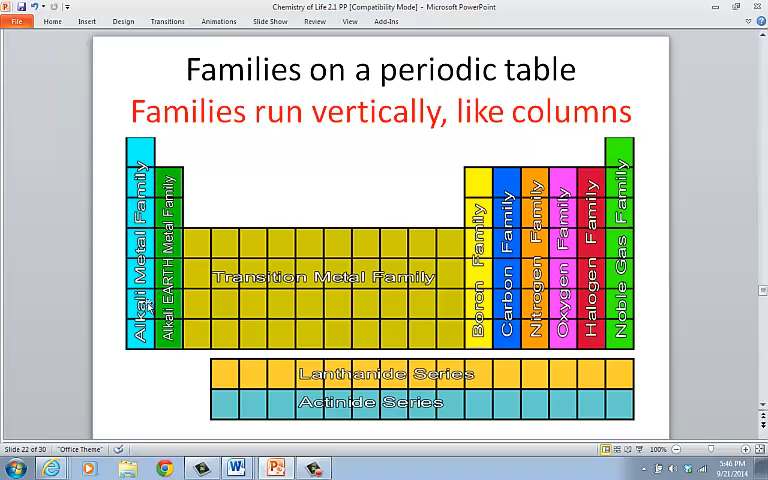 Chemistry of Life 2.1 PP [Compatibility Mode] - Microsoft PowerPoint
File Home Insert Design Transitions Animations Slide Show Review View Add-Ins
Families on a periodic table
Families run vertically, like columns
Alkali Metal Family
Alkali EARTH Metal Family
Transition Metal Family
Boron Family
Carbon Family
Nitrogen Family
Oxygen Family
Halogen Family
Noble Gas Family
Lanthanide Series
Actinide Series
Slide 22 of 30 "Office Theme" 100%
5:46 PM
9/21/2014